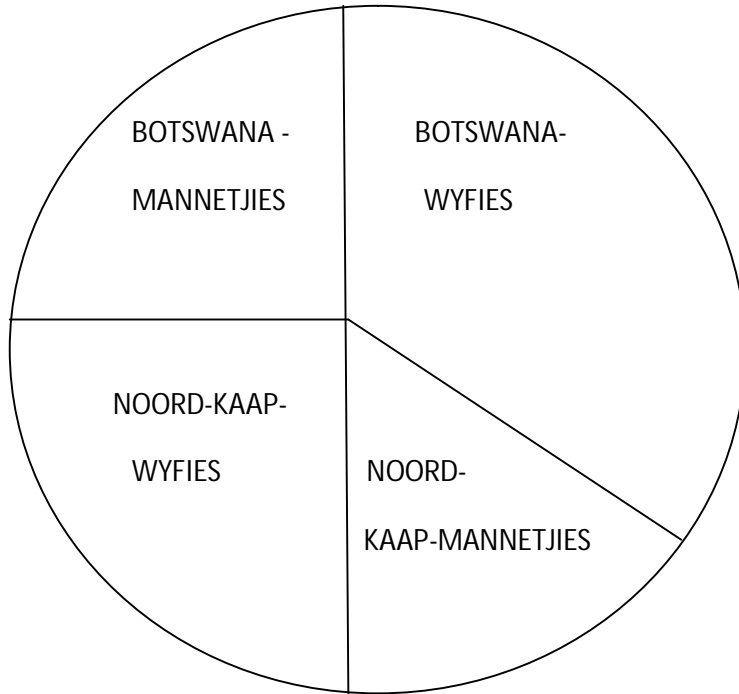 BOTSWANA -
MANNETJIES
BOTSWANA-
WYFIES
NOORD-KAAP-
WYFIES
NOORD-
KAAP-MANNETJIES